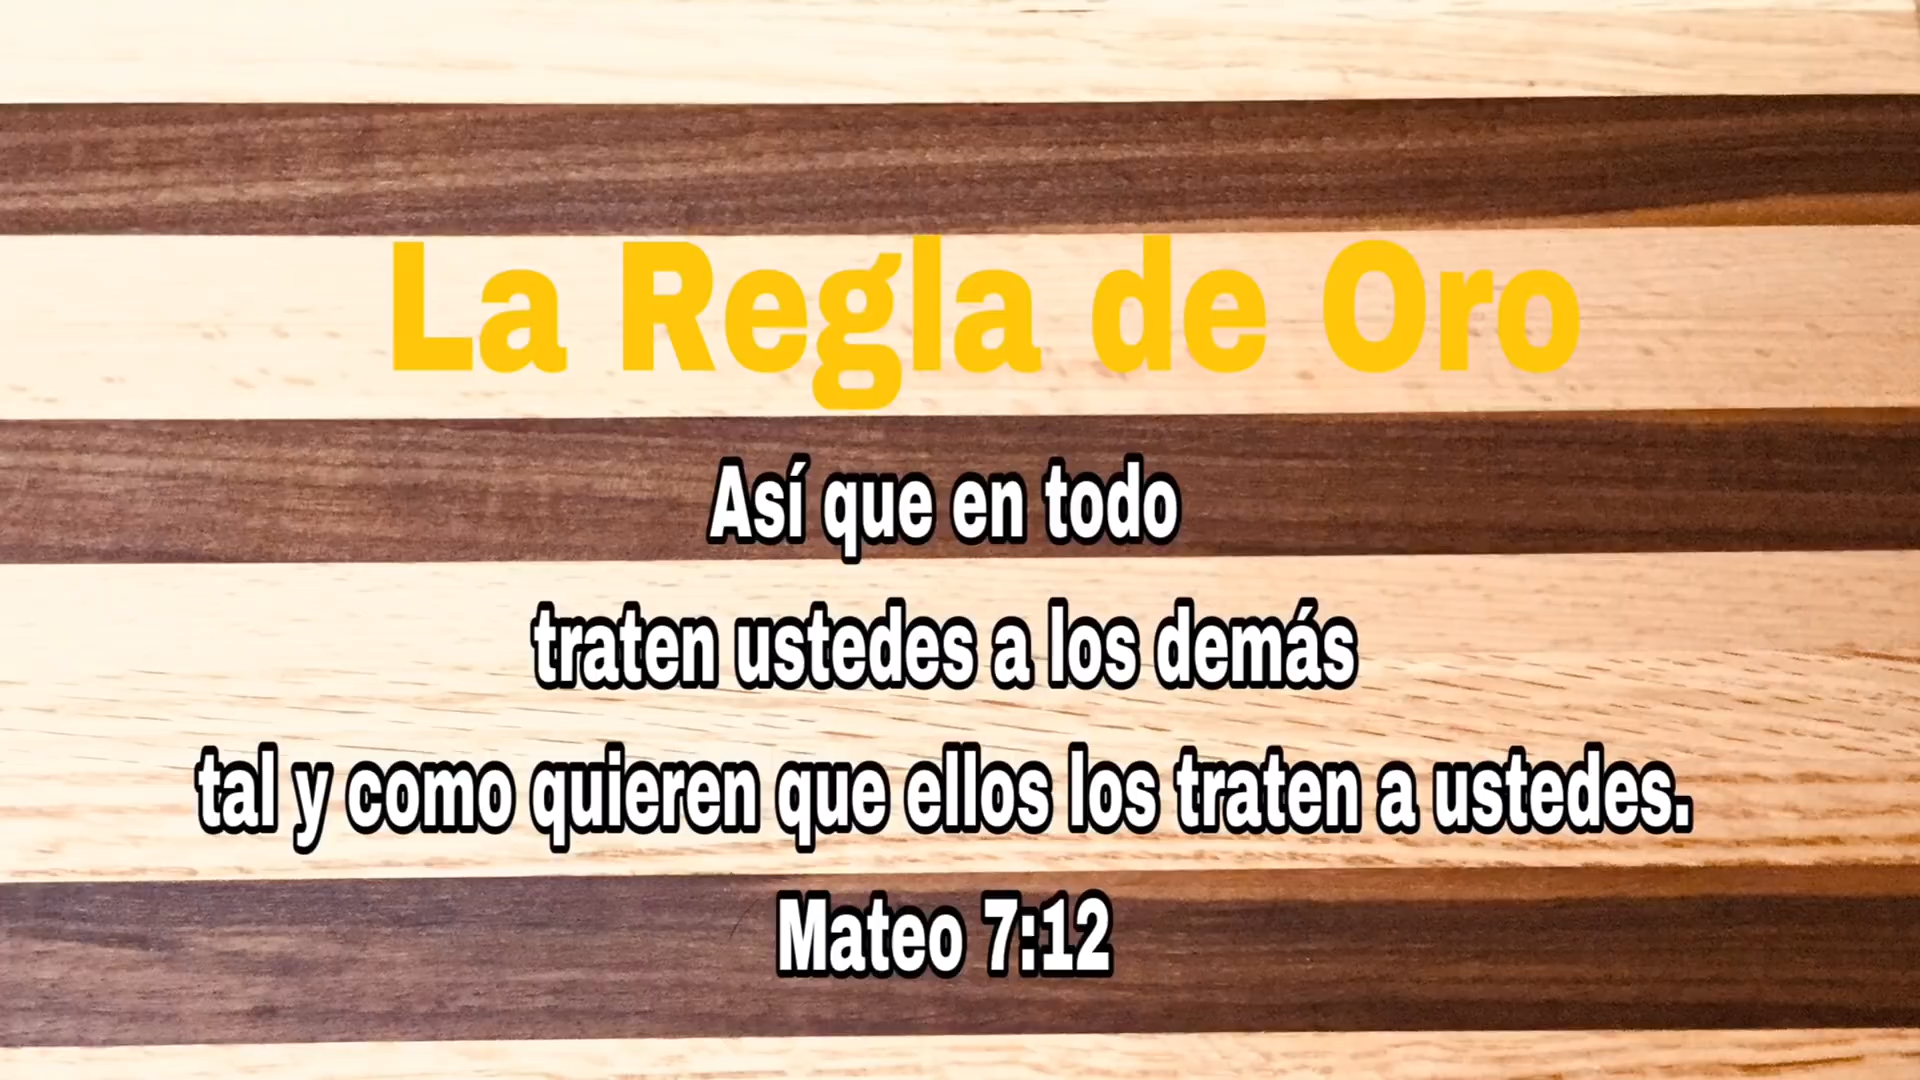 La Regla de Oro
Así que en todo
traten ustedes a los demás
tal y como quieren que ellos los traten a ustedes.
Mateo 7:12